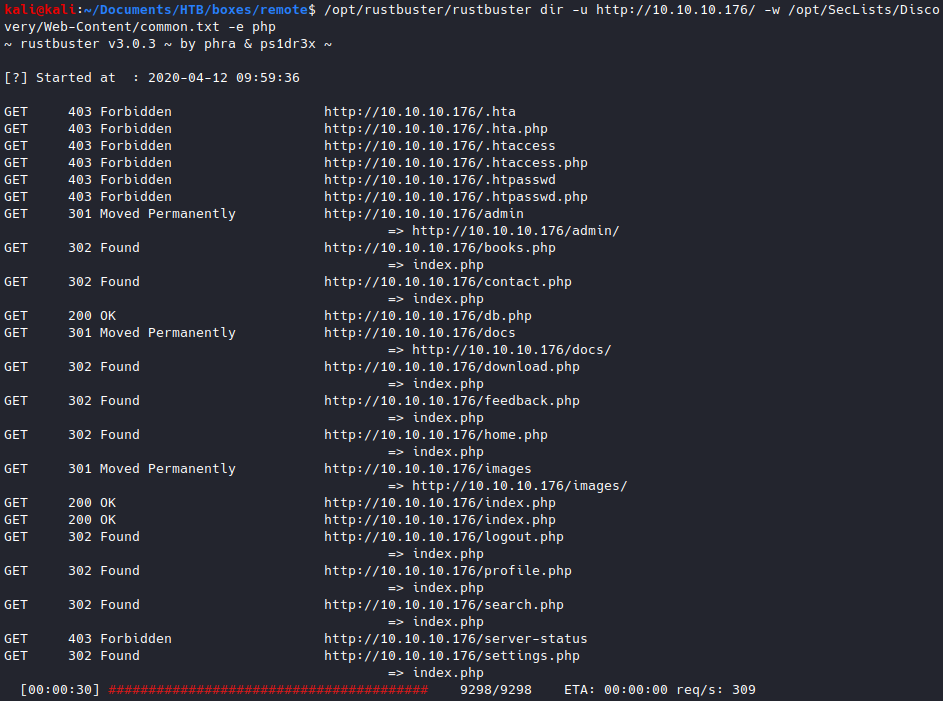 kali@kali:~/Documents/HTB/boxes/remote$ /opt/rustbuster/rustbuster dir -u http://10.10.10.176/ -w /opt/SecLists/Disco
very/Web-Content/common.txt -e php
~ rustbuster v3.0.3 ~ by phra & ps1dr3x ~
[?] Started at  : 2020-04-12 09:59:36
GET     403 Forbidden                   http://10.10.10.176/.hta
GET     403 Forbidden                   http://10.10.10.176/.hta.php
GET     403 Forbidden                   http://10.10.10.176/.htaccess
GET     403 Forbidden                   http://10.10.10.176/.htaccess.php
GET     403 Forbidden                   http://10.10.10.176/.htpasswd
GET     403 Forbidden                   http://10.10.10.176/.htpasswd.php
GET     301 Moved Permanently           http://10.10.10.176/admin
=> http://10.10.10.176/admin/
GET     302 Found                       http://10.10.10.176/books.php
=> index.php
GET     302 Found                       http://10.10.10.176/contact.php
=> index.php
GET     200 OK                          http://10.10.10.176/db.php
GET     301 Moved Permanently           http://10.10.10.176/docs
=> http://10.10.10.176/docs/
GET     302 Found                       http://10.10.10.176/download.php
=> index.php
GET     302 Found                       http://10.10.10.176/feedback.php
=> index.php
GET     302 Found                       http://10.10.10.176/home.php
=> index.php
GET     301 Moved Permanently           http://10.10.10.176/images
=> http://10.10.10.176/images/
GET     200 OK                          http://10.10.10.176/index.php
GET     200 OK                          http://10.10.10.176/index.php
GET     302 Found                       http://10.10.10.176/logout.php
=> index.php
GET     302 Found                       http://10.10.10.176/profile.php
=> index.php
GET     302 Found                       http://10.10.10.176/search.php
=> index.php
GET     403 Forbidden                   http://10.10.10.176/server-status
GET     302 Found                       http://10.10.10.176/settings.php
=> index.php
[00:00:30] ######################################## 9298/9298    ETA: 00:00:00 req/s: 309